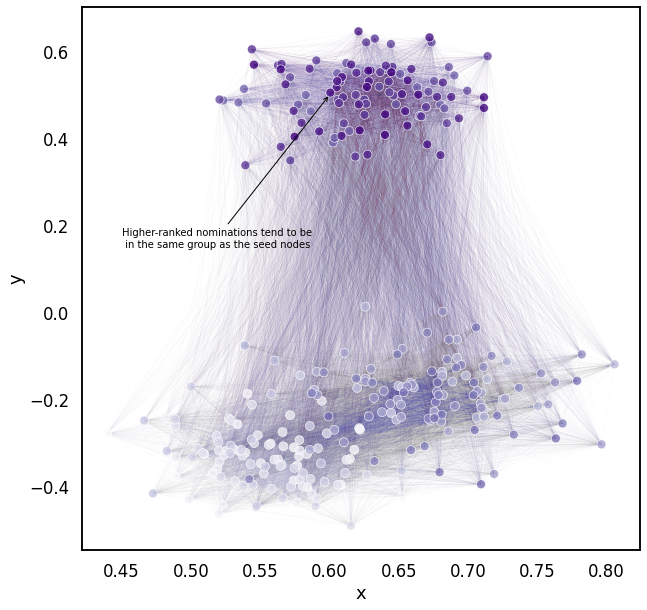 0.6
0.4
0.2
0.0
−0.2
−0.4
y
Higher-ranked nominations tend to be
in the same group as the seed nodes
0.45 0.50 0.55 0.60 0.65 0.70 0.75 0.80
x